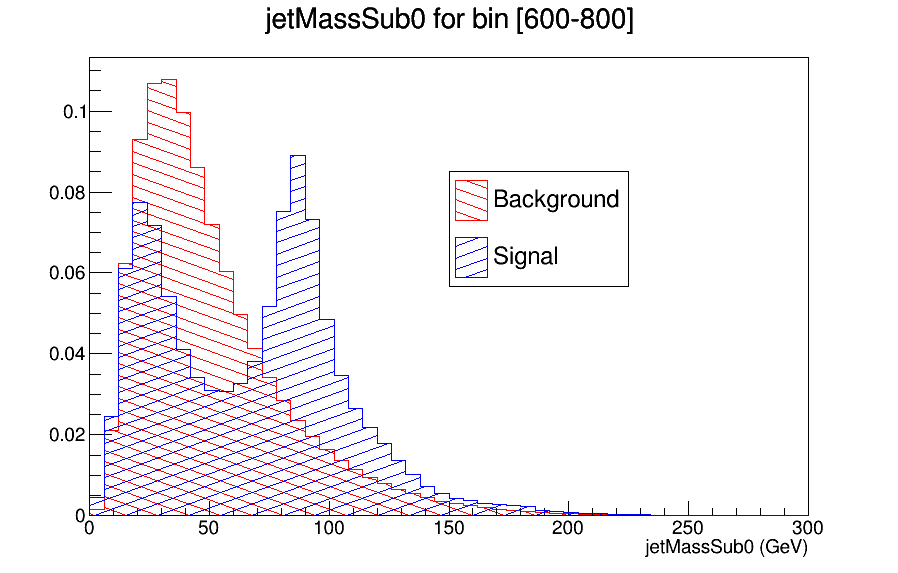 jetMassSub0 for bin [600-800]
0.1
0.08
0.06
0.04
0.02
0
Background
Signal
0 50 100 150 200 250 300
jetMassSub0 (GeV)